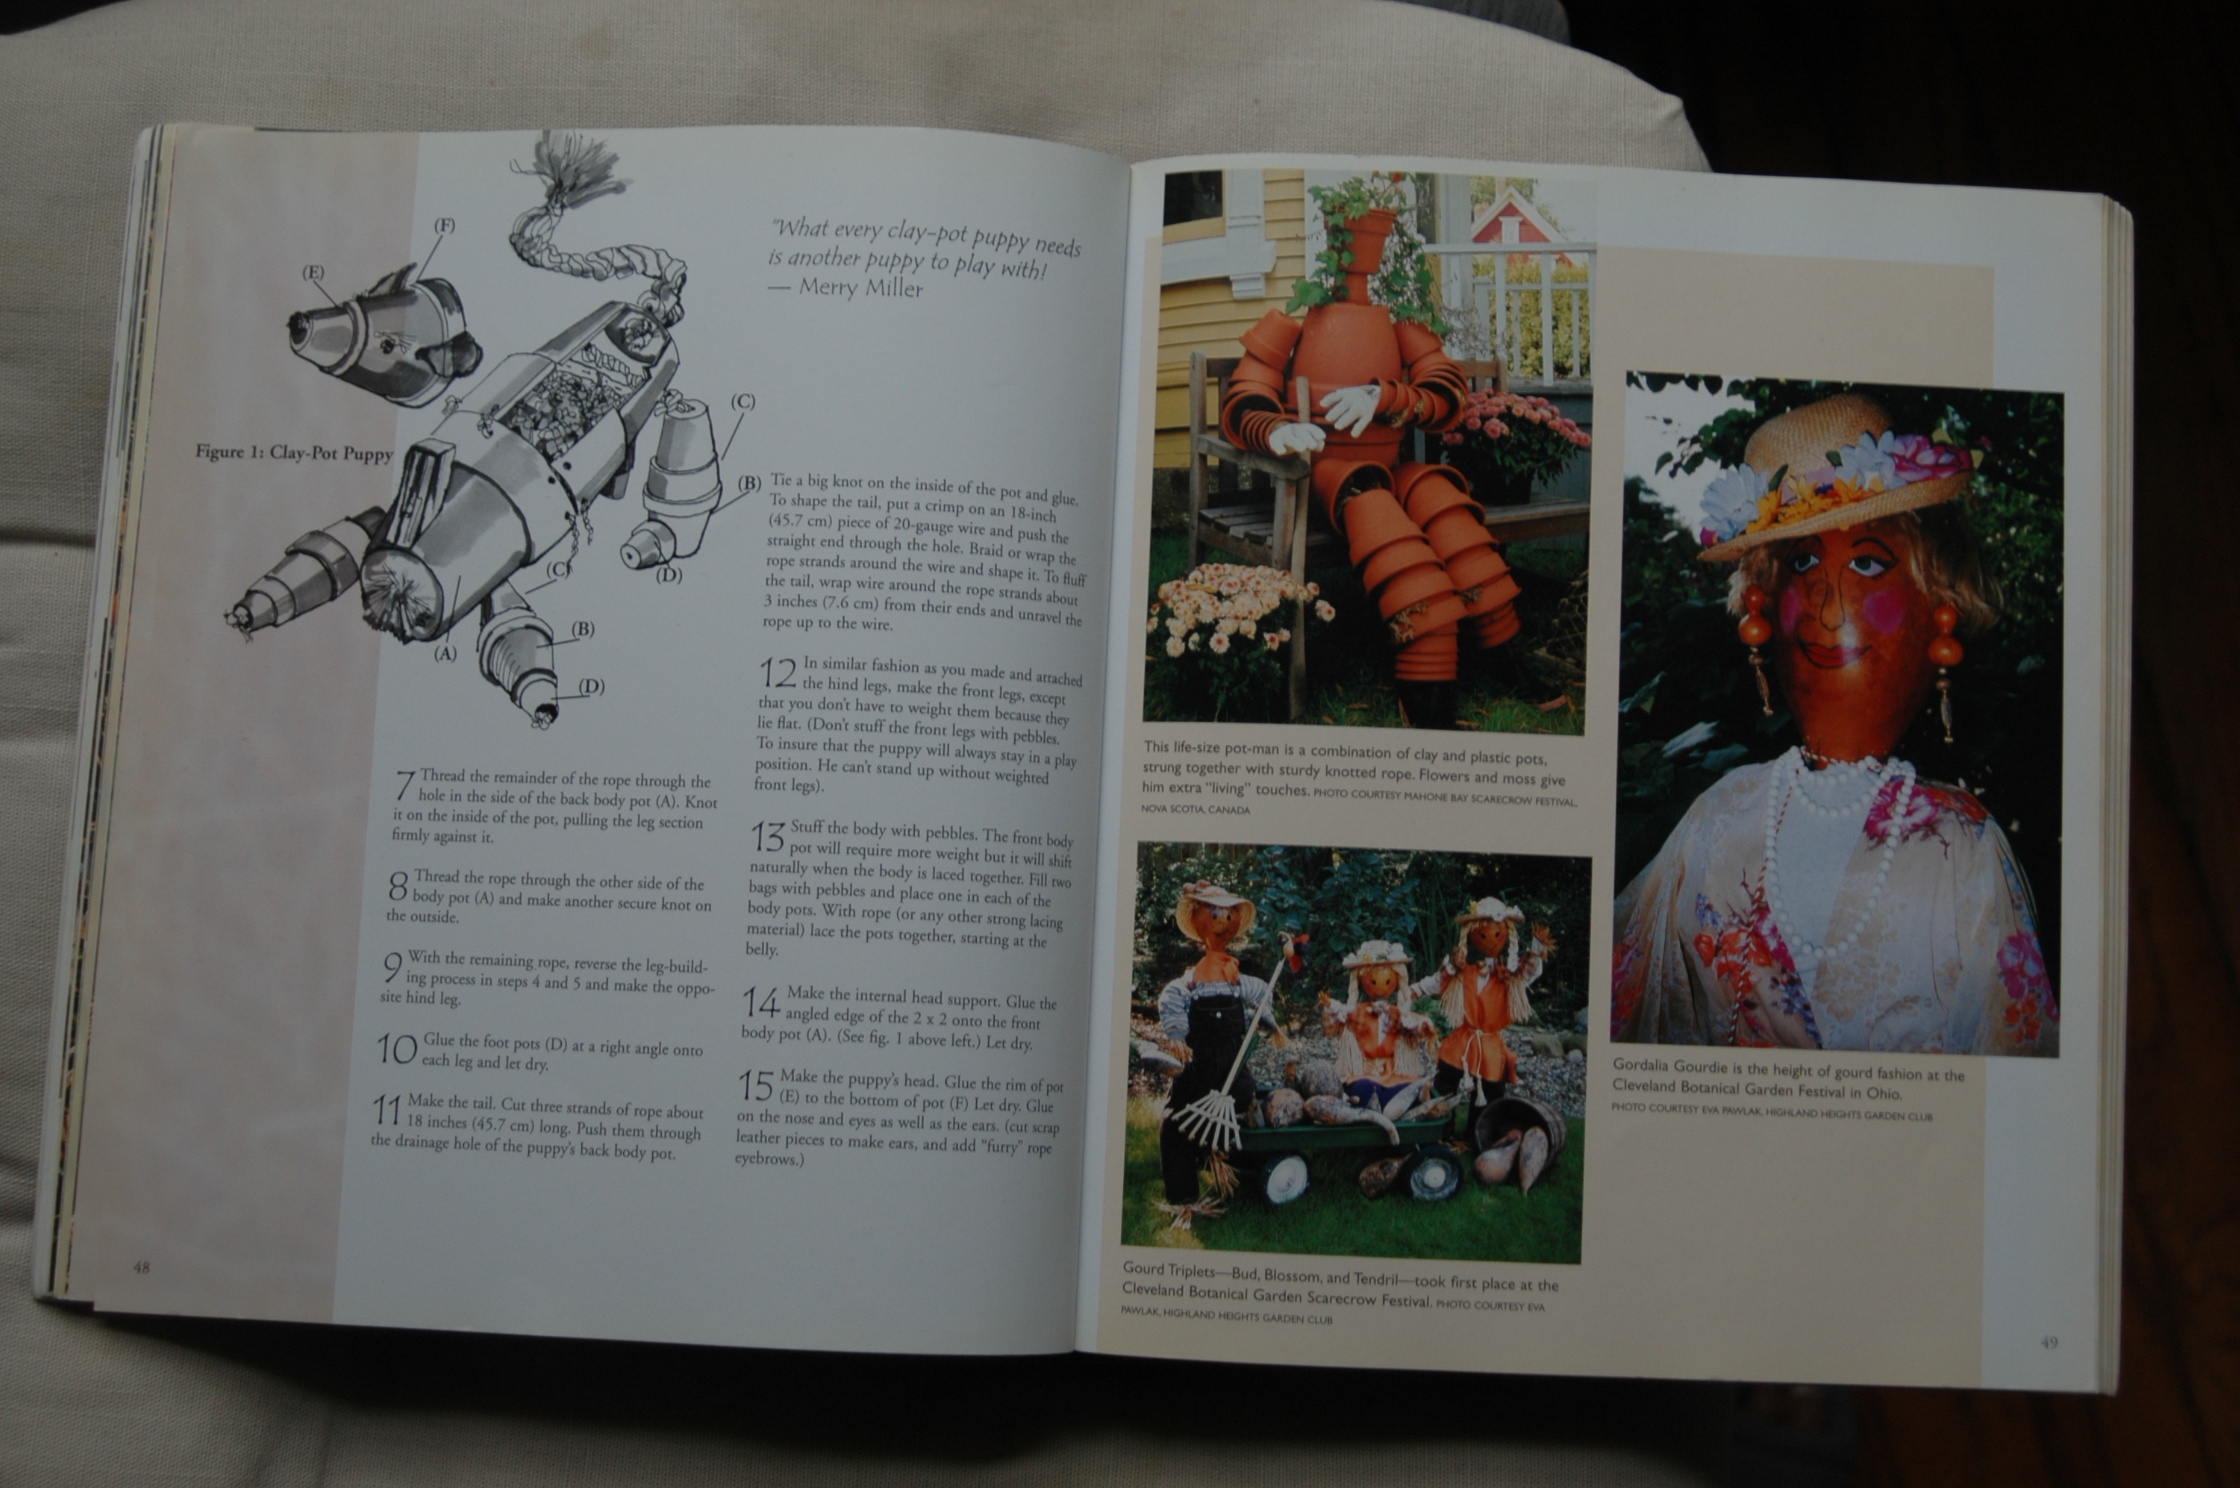 (F)
(E)
Figure 1: Clay-Pot Puppy
(C)
(B)
(D)
(C)
(B)
(A)
(D)
"What every clay-pot puppy needs
is another puppy to play with!
— Merry Miller
7 Thread the remainder of the rope through the
hole in the side of the back body pot (A). Knot
it on the inside of the pot, pulling the leg section
firmly against it.
8 Thread the rope through the other side of the
body pot (A) and make another secure knot on
the outside.
9 With the remaining rope, reverse the leg-build-
ing process in steps 4 and 5 and make the oppo-
site hind leg.
10 Glue the foot pots (D) at a right angle onto
each leg and let dry.
11 Make the tail. Cut three strands of rope about
18 inches (45.7 cm) long. Push them through
the drainage hole of the puppy's back body pot.
Tie a big knot on the inside of the pot and glue.
To shape the tail, put a crimp on an 18-inch
(45.7 cm) piece of 20-gauge wire and push the
straight end through the hole. Braid or wrap the
rope strands around the wire and shape it. To fluff
the tail, wrap wire around the rope strands about
3 inches (7.6 cm) from their ends and unravel the
rope up to the wire.
12 In similar fashion as you made and attached
the hind legs, make the front legs, except
that you don't have to weight them because they
lie flat. (Don't stuff the front legs with pebbles.
To insure that the puppy will always stay in a play
position. He can't stand up without weighted
front legs).
13 Stuff the body with pebbles. The front body
pot will require more weight but it will shift
naturally when the body is laced together. Fill two
bags with pebbles and place one in each of the
body pots. With rope (or any other strong lacing
material) lace the pots together, starting at the
belly.
14 Make the internal head support. Glue the
angled edge of the 2 x 2 onto the front
body pot (A). (See fig. 1 above left.) Let dry.
15 Make the puppy's head. Glue the rim of pot
(E) to the bottom of pot (F) Let dry. Glue
on the nose and eyes as well as the ears. (cut scrap
leather pieces to make ears, and add "furry" rope
eyebrows.)
48
This life-size pot-man is a combination of clay and plastic pots,
strung together with sturdy knotted rope. Flowers and moss give
him extra "living" touches. PHOTO COURTESY MAHONE BAY SCARECROW FESTIVAL,
NOVA SCOTIA, CANADA
Gourd Triplets—Bud, Blossom, and Tendril—took first place at the
Cleveland Botanical Garden Scarecrow Festival. PHOTO COURTESY EVA
PAWLAK, HIGHLAND HEIGHTS GARDEN CLUB
Gordalia Gourdie is the height of gourd fashion at the
Cleveland Botanical Garden Festival in Ohio.
PHOTO COURTESY EVA PAWLAK, HIGHLAND HEIGHTS GARDEN CLUB
49